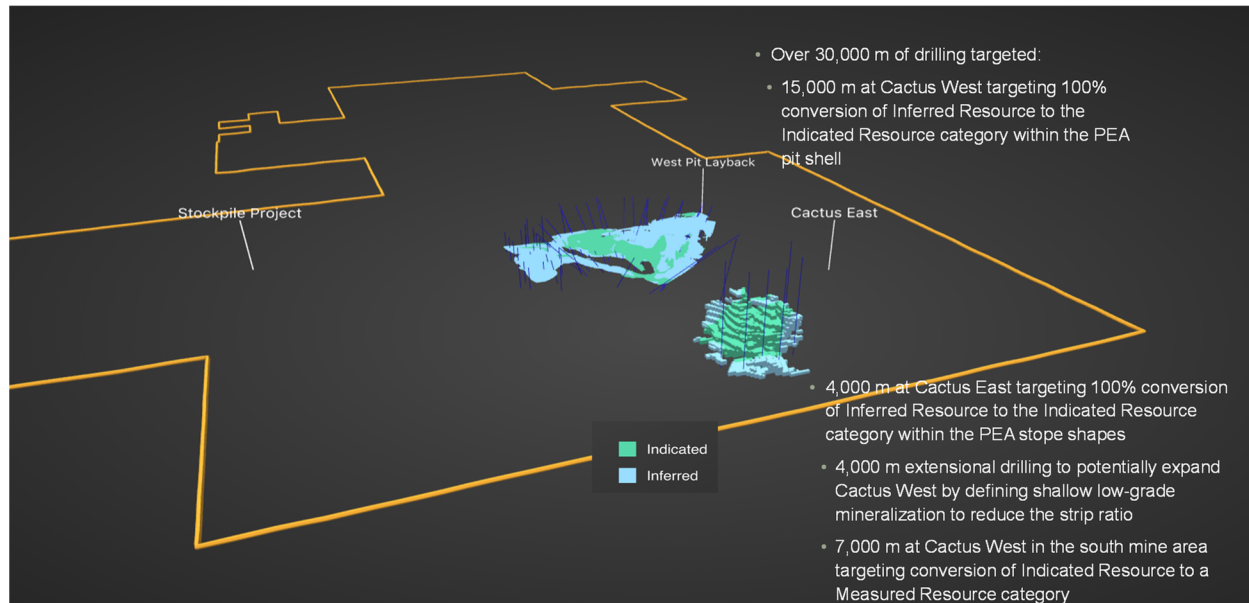 • Over 30,000 m of drilling targeted:
• 15,000 m at Cactus West targeting 100%
conversion of Inferred Resource to the
Indicated Resource category within the PEA
pit shell
West Pit Layback
Stockpile Project
Cactus East
• 4,000 m at Cactus East targeting 100% conversion
of Inferred Resource to the Indicated Resource
category within the PEA stope shapes
Indicated
Inferred
• 4,000 m extensional drilling to potentially expand
Cactus West by defining shallow low-grade
mineralization to reduce the strip ratio
• 7,000 m at Cactus West in the south mine area
targeting conversion of Indicated Resource to a
Measured Resource category